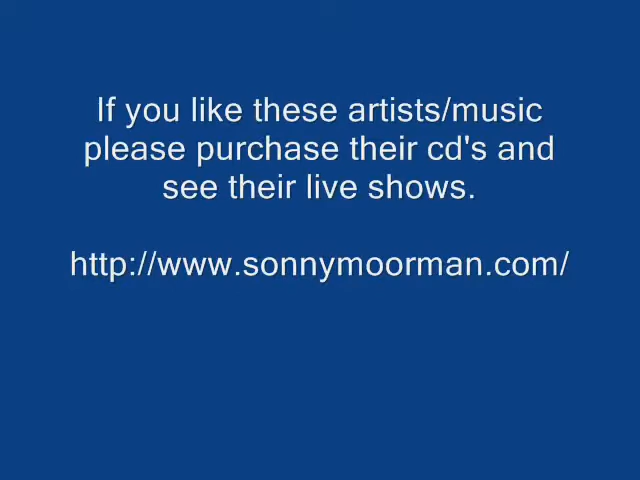 If you like these artists/music
please purchase their cd's and
see their live shows.
http://www.sonnymoorman.com/